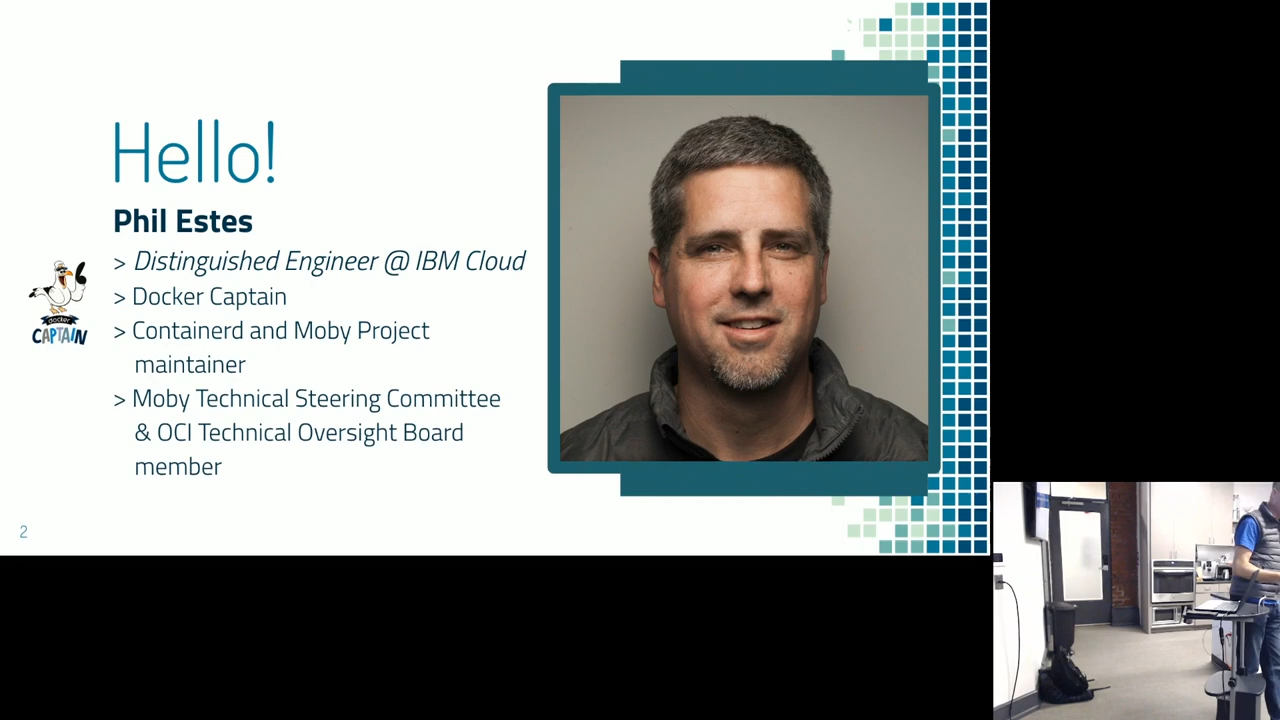 Hello!
Phil Estes
> Distinguished Engineer @ IBM Cloud
> Docker Captain
> Containerd and Moby Project
maintainer
> Moby Technical Steering Committee
& OCI Technical Oversight Board
member
docker
CAPTAIN
2